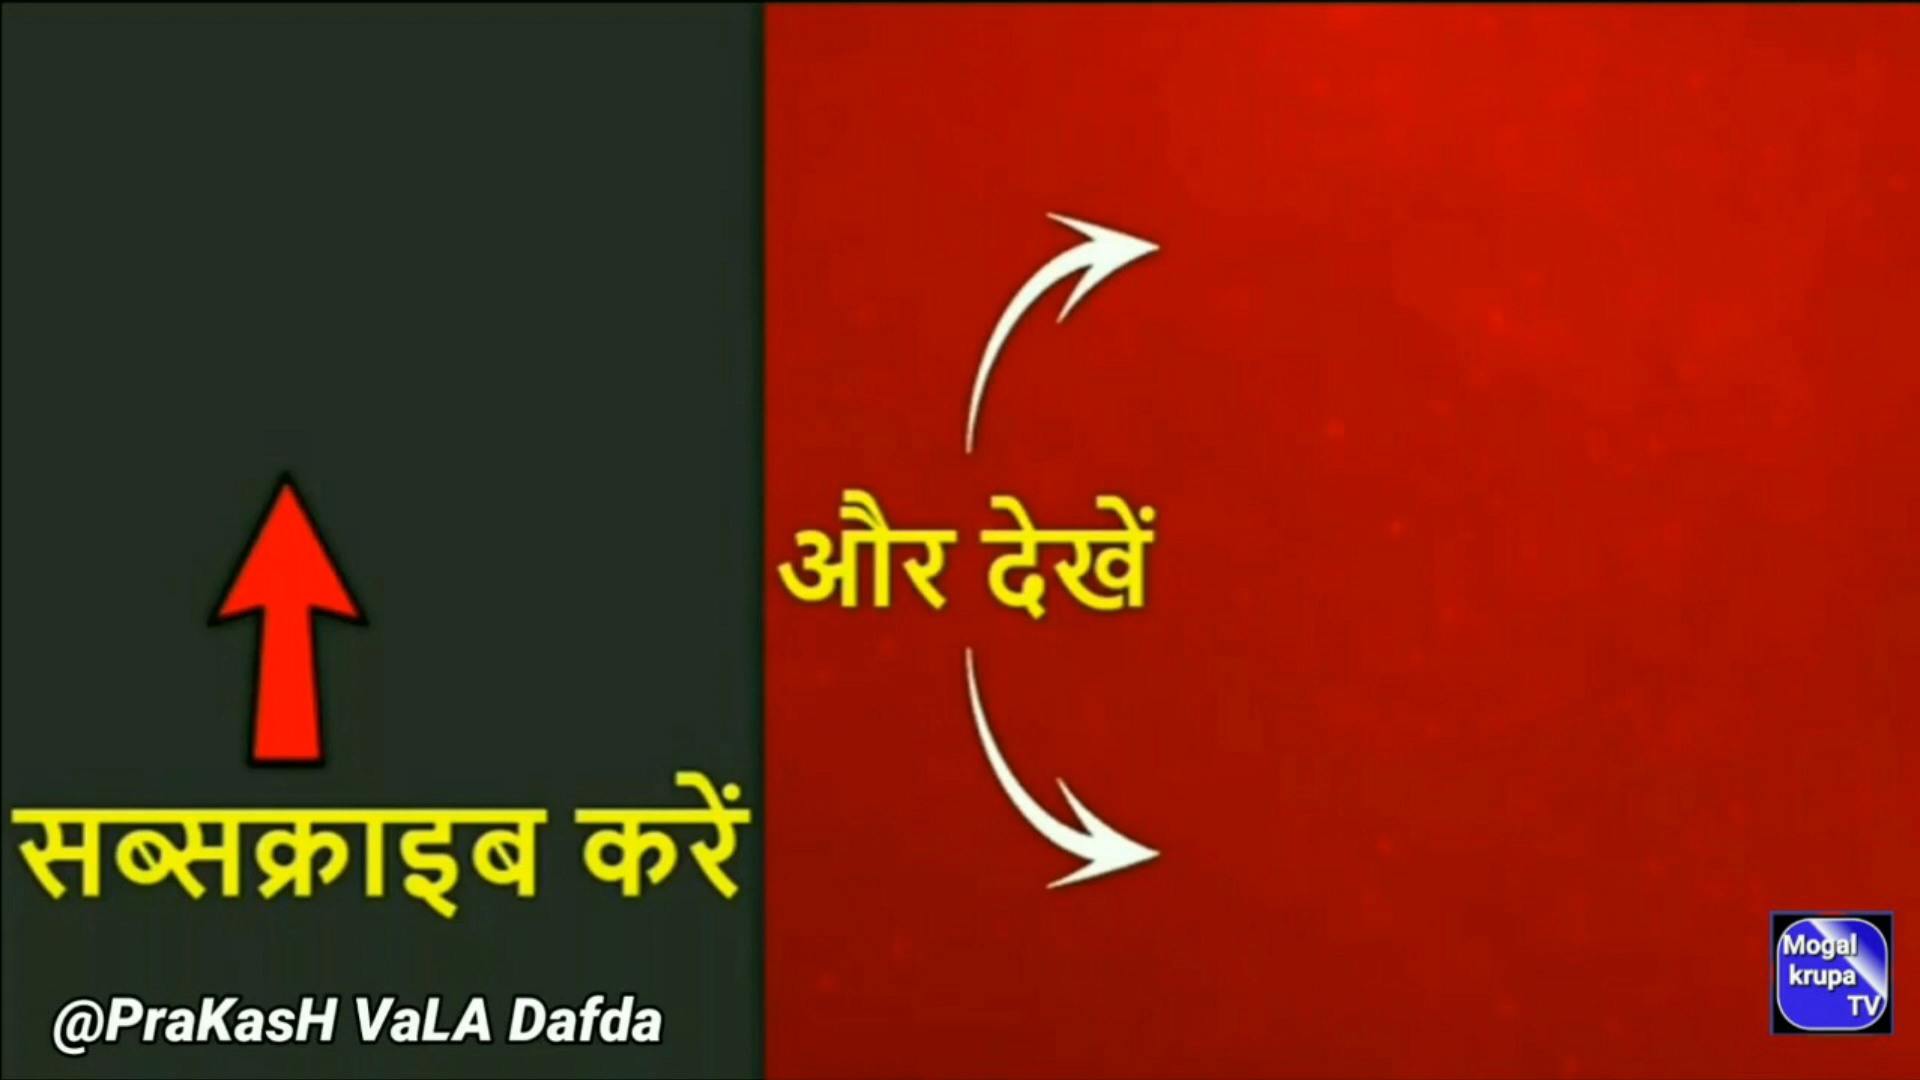 और देखें
सब्सक्राइब करें
@PraKasH VaLA Dafda
Mogal
krupa
TV